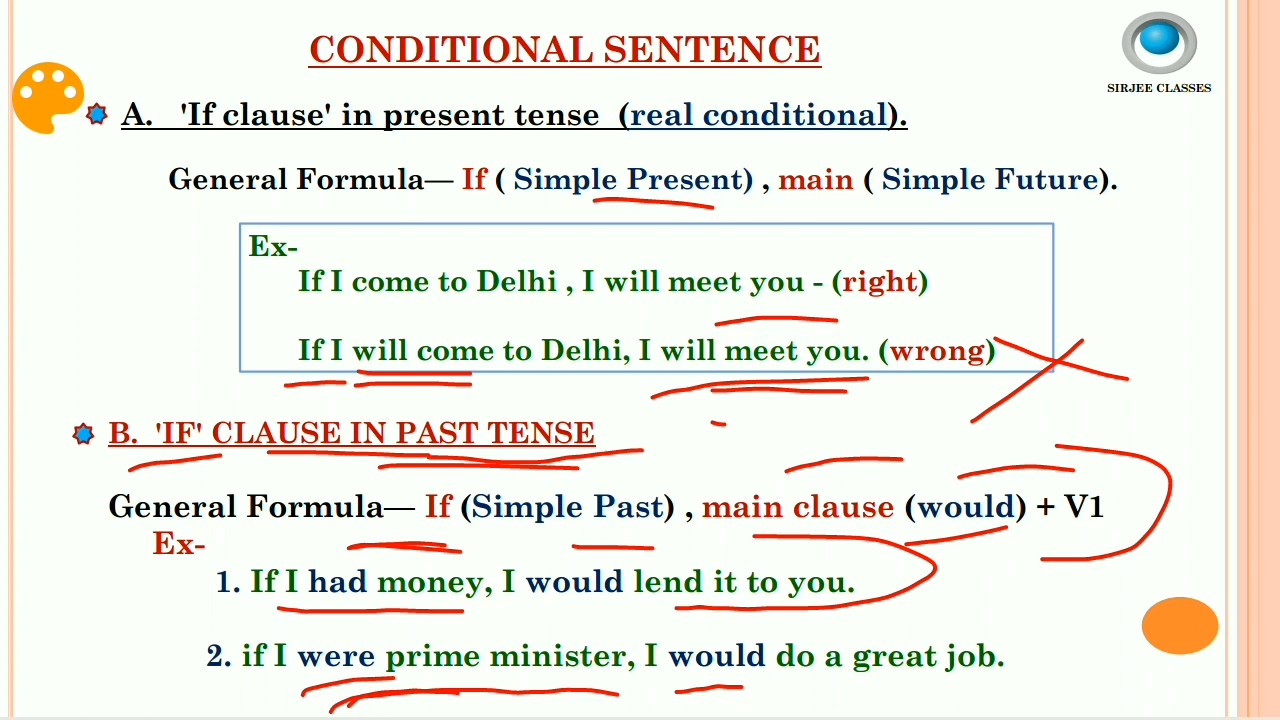 CONDITIONAL SENTENCE
SIRJEE CLASSES
A. 'If clause' in present tense (real conditional).
General Formula— If ( Simple Present) , main ( Simple Future).
Ex-
If I come to Delhi , I will meet you - (right)
If I will come to Delhi, I will meet you. (wrong)
B. 'IF' CLAUSE IN PAST TENSE
General Formula— If (Simple Past) , main clause (would) + V1
Ex-
1. If I had money, I would lend it to you.
2. if I were prime minister, I would do a great job.